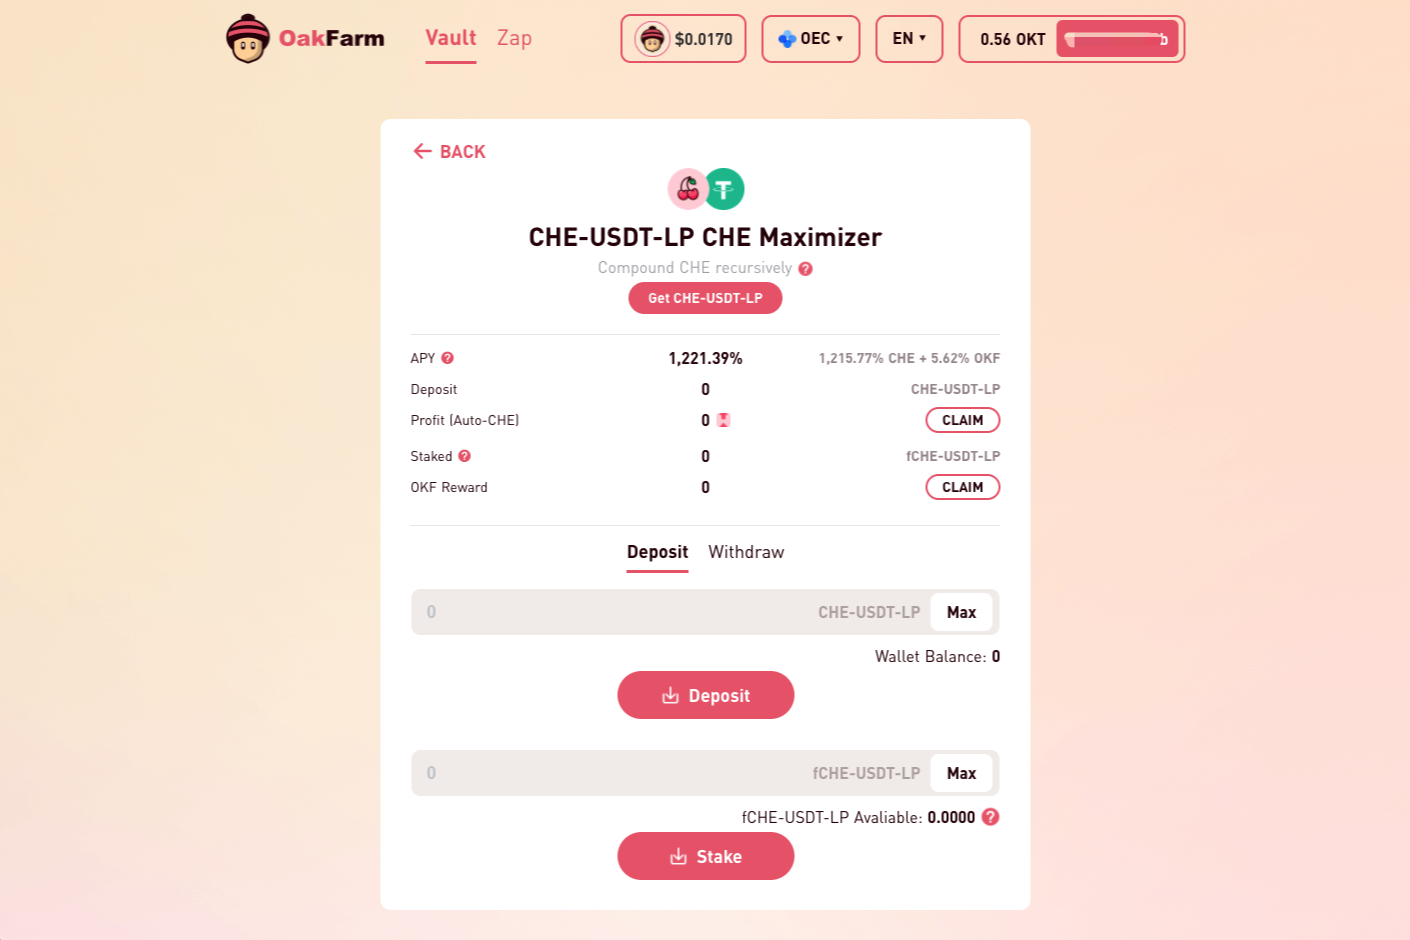 OakFarm Vault Zap $0.0170 OEC ▾ EN ▾ 0.56 OKT b
← BACK
CHE-USDT-LP CHE Maximizer
Compound CHE recursively ?
Get CHE-USDT-LP
APY ? 1,221.39% 1,215.77% CHE + 5.62% OKF
Deposit 0 CHE-USDT-LP
Profit (Auto-CHE) 0 CLAIM
Staked ? 0 fCHE-USDT-LP
OKF Reward 0 CLAIM
Deposit Withdraw
0 CHE-USDT-LP Max
Wallet Balance: 0
Deposit
0 fCHE-USDT-LP Max
fCHE-USDT-LP Avaliable: 0.0000 ?
Stake